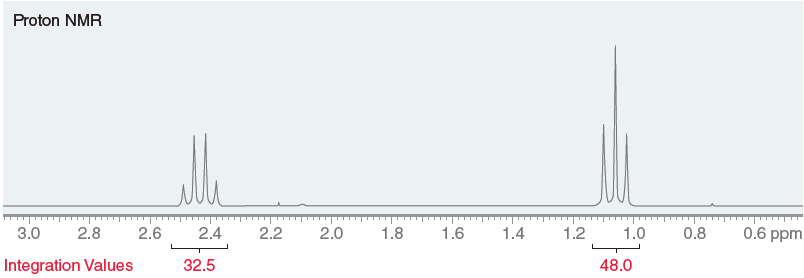 Proton NMR
3.0 2.8 2.6 2.4 2.2 2.0 1.8 1.6 1.4 1.2 1.0 0.8 0.6 ppm
Integration Values 32.5 48.0